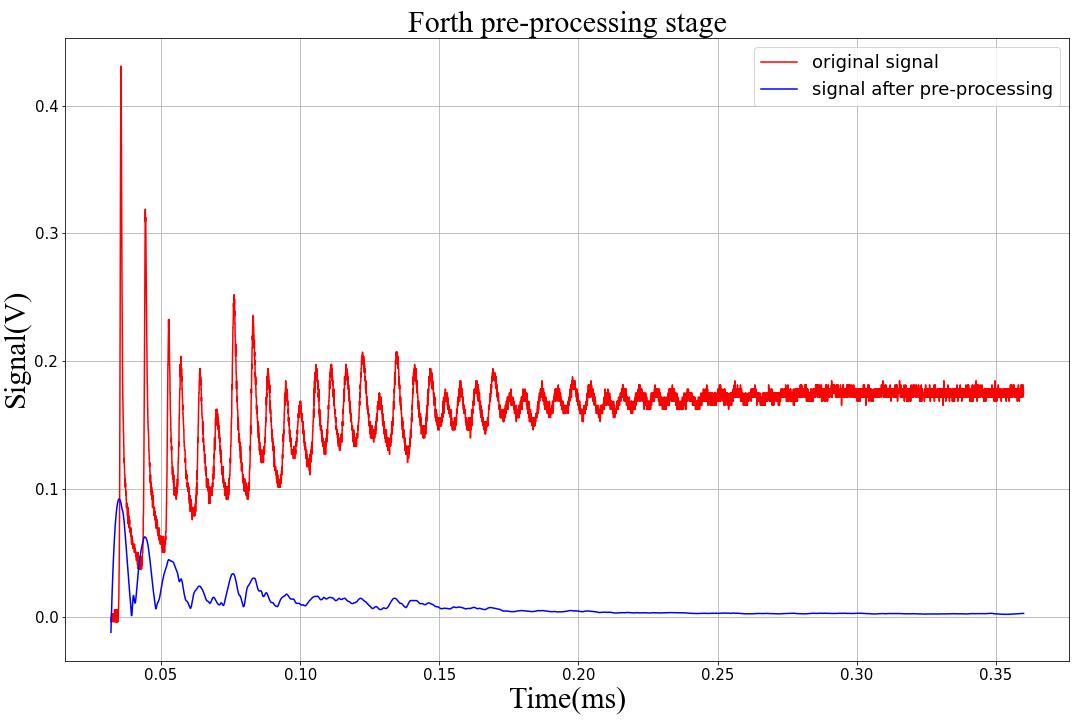 Forth pre-processing stage
original signal
signal after pre-processing
Signal(V)
0.4
0.3
0.2
0.1
0.0
0.05 0.10 0.15 0.20 0.25 0.30 0.35
Time(ms)